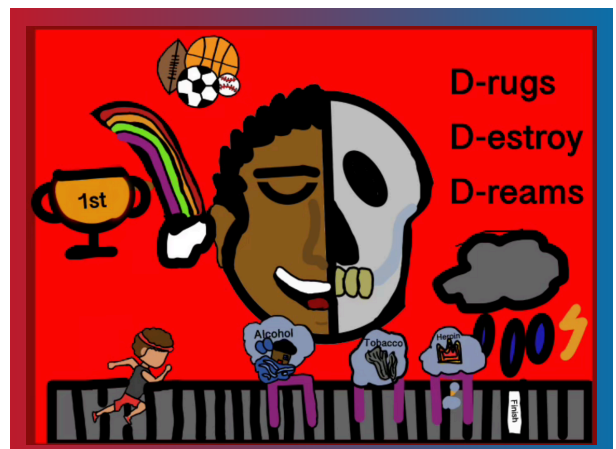 D-rugs
D-estroy
D-reams
1st
Alcohol
Tobacco
Heroin
Finish